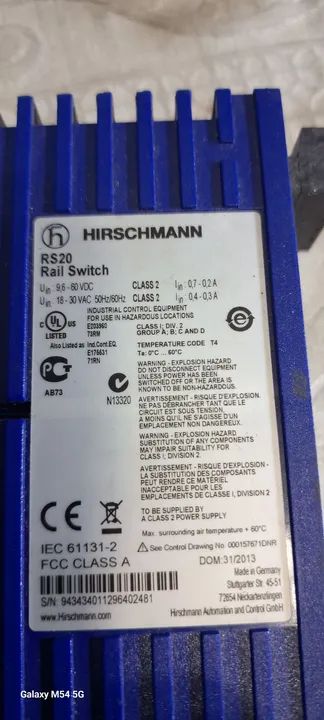 HIRSCHMANN
RS20
Rail Switch
Uin: 9,6 - 60 VDC CLASS 2 Iin: 0,7 - 0,2 A
Uin: 18 - 30 VAC 50Hz/60Hz CLASS 2 Iin: 0,4 - 0,3A
INDUSTRIAL CONTROL EQUIPMENT
FOR USE IN HAZARDOUS LOCATIONS
c UL US LISTED E203960
73RM
CLASS I; DIV. 2
GROUP A; B; C AND D
Also Listed as Ind.Cont.Eq.
E175531
71RN
TEMPERATURE CODE T4
Ta: 0°C ... 60°C
WARNING - EXPLOSION HAZARD
DO NOT DISCONNECT EQUIPMENT
UNLESS POWER HAS BEEN
SWITCHED OFF OR THE AREA IS
KNOWN TO BE NON-HAZARDOUS.
AB73
N13320
AVERTISSEMENT - RISQUE D'EXPLOSION -
NE PAS DÉBRANCHER TANT QUE LE
CIRCUIT EST SOUS TENSION,
A MOINS QU'IL NE S'AGISSE D'UN
EMPLACEMENT NON DANGEREUX.
WARNING - EXPLOSION HAZARD
SUBSTITUTION OF ANY COMPONENTS
MAY IMPAIR SUITABILITY FOR
CLASS I, DIVISION 2
AVERTISSEMENT - RISQUE D'EXPLOSION -
LA SUBSTITUTION DES COMPOSANTS
PEUT RENDRE CE MATÉRIEL
INACCEPTABLE POUR LES
EMPLACEMENTS DE CLASSE I, DIVISION 2
TO BE SUPPLIED BY
A CLASS 2 POWER SUPPLY
Max. surrounding air temperature + 60°C
CE
IEC 61131-2
FCC CLASS A
See Control Drawing No. 000157671DNR
DOM: 31/2013
Made in Germany
Stuttgarter Str. 45-51
72654 Neckartenzlingen
S/N: 943434011296402481
www.Hirschmann.com
Hirschmann Automation and Control GmbH
Galaxy M54 5G